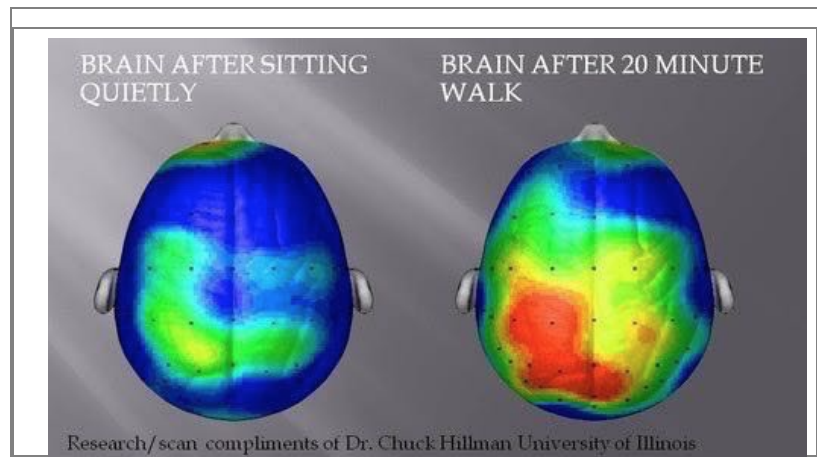 BRAIN AFTER SITTING
QUIETLY
BRAIN AFTER 20 MINUTE
WALK
Research/scan compliments of Dr. Chuck Hillman University of Illinois